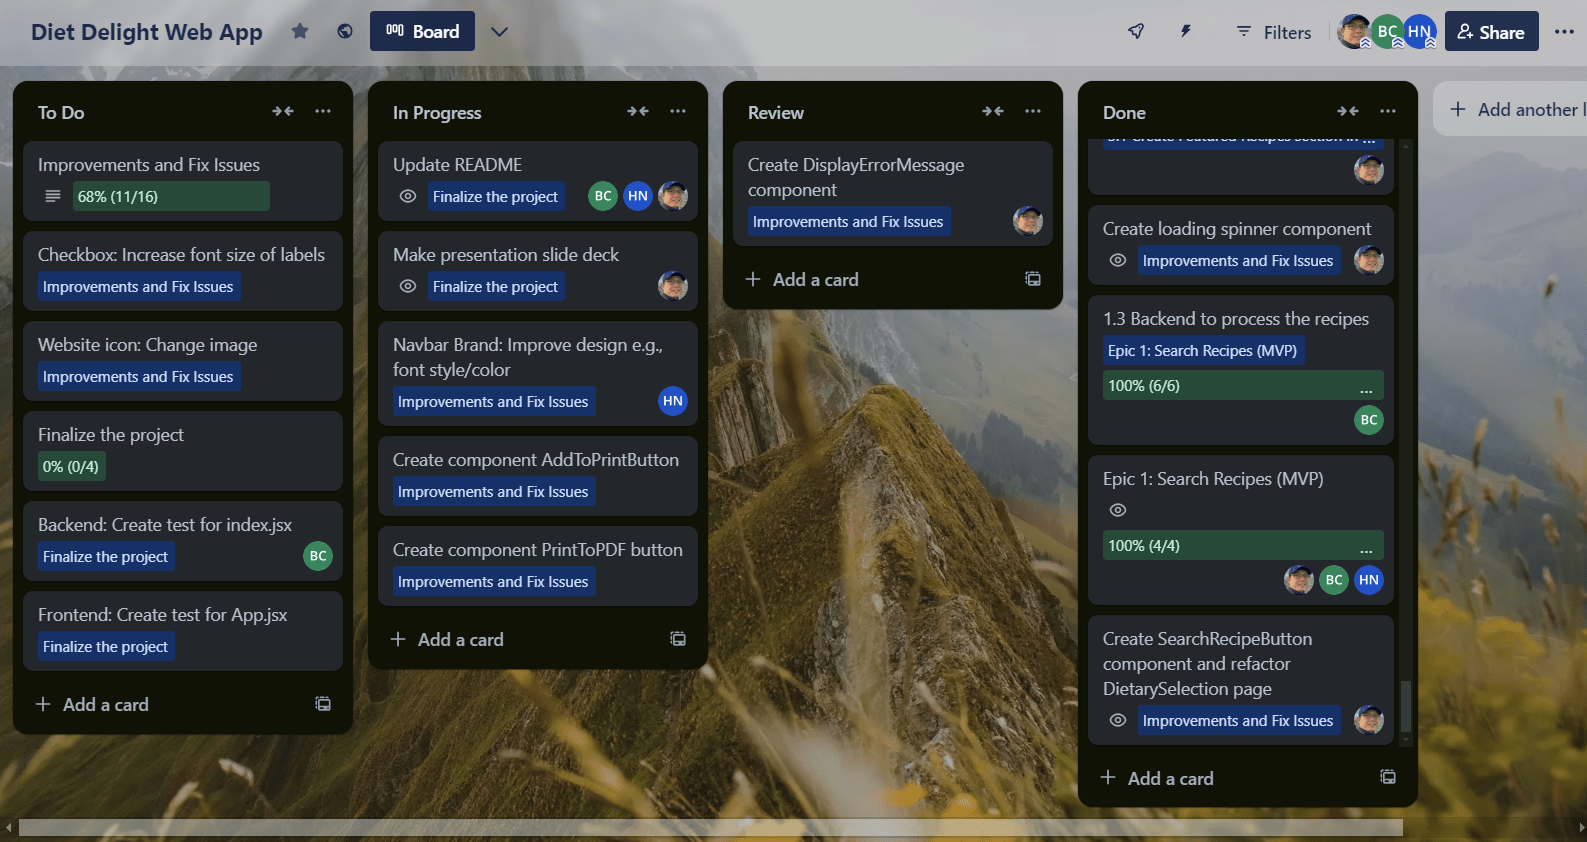 Diet Delight Web App
Board
Filters
BC
HN
Share
To Do
Improvements and Fix Issues
68% (11/16)
Checkbox: Increase font size of labels
Improvements and Fix Issues
Website icon: Change image
Improvements and Fix Issues
Finalize the project
0% (0/4)
Backend: Create test for index.jsx
Finalize the project
BC
Frontend: Create test for App.jsx
Finalize the project
Add a card
In Progress
Update README
Finalize the project
BC
HN
Make presentation slide deck
Finalize the project
Navbar Brand: Improve design e.g.,
font style/color
Improvements and Fix Issues
HN
Create component AddToPrintButton
Improvements and Fix Issues
Create component PrintToPDF button
Improvements and Fix Issues
Add a card
Review
Create DisplayErrorMessage
component
Improvements and Fix Issues
Add a card
Done
Create Featured Recipes section in ...
Create loading spinner component
Improvements and Fix Issues
1.3 Backend to process the recipes
Epic 1: Search Recipes (MVP)
100% (6/6)
...
BC
Epic 1: Search Recipes (MVP)
100% (4/4)
...
BC
HN
Create SearchRecipeButton
component and refactor
DietarySelection page
Improvements and Fix Issues
Add a card
Add another l